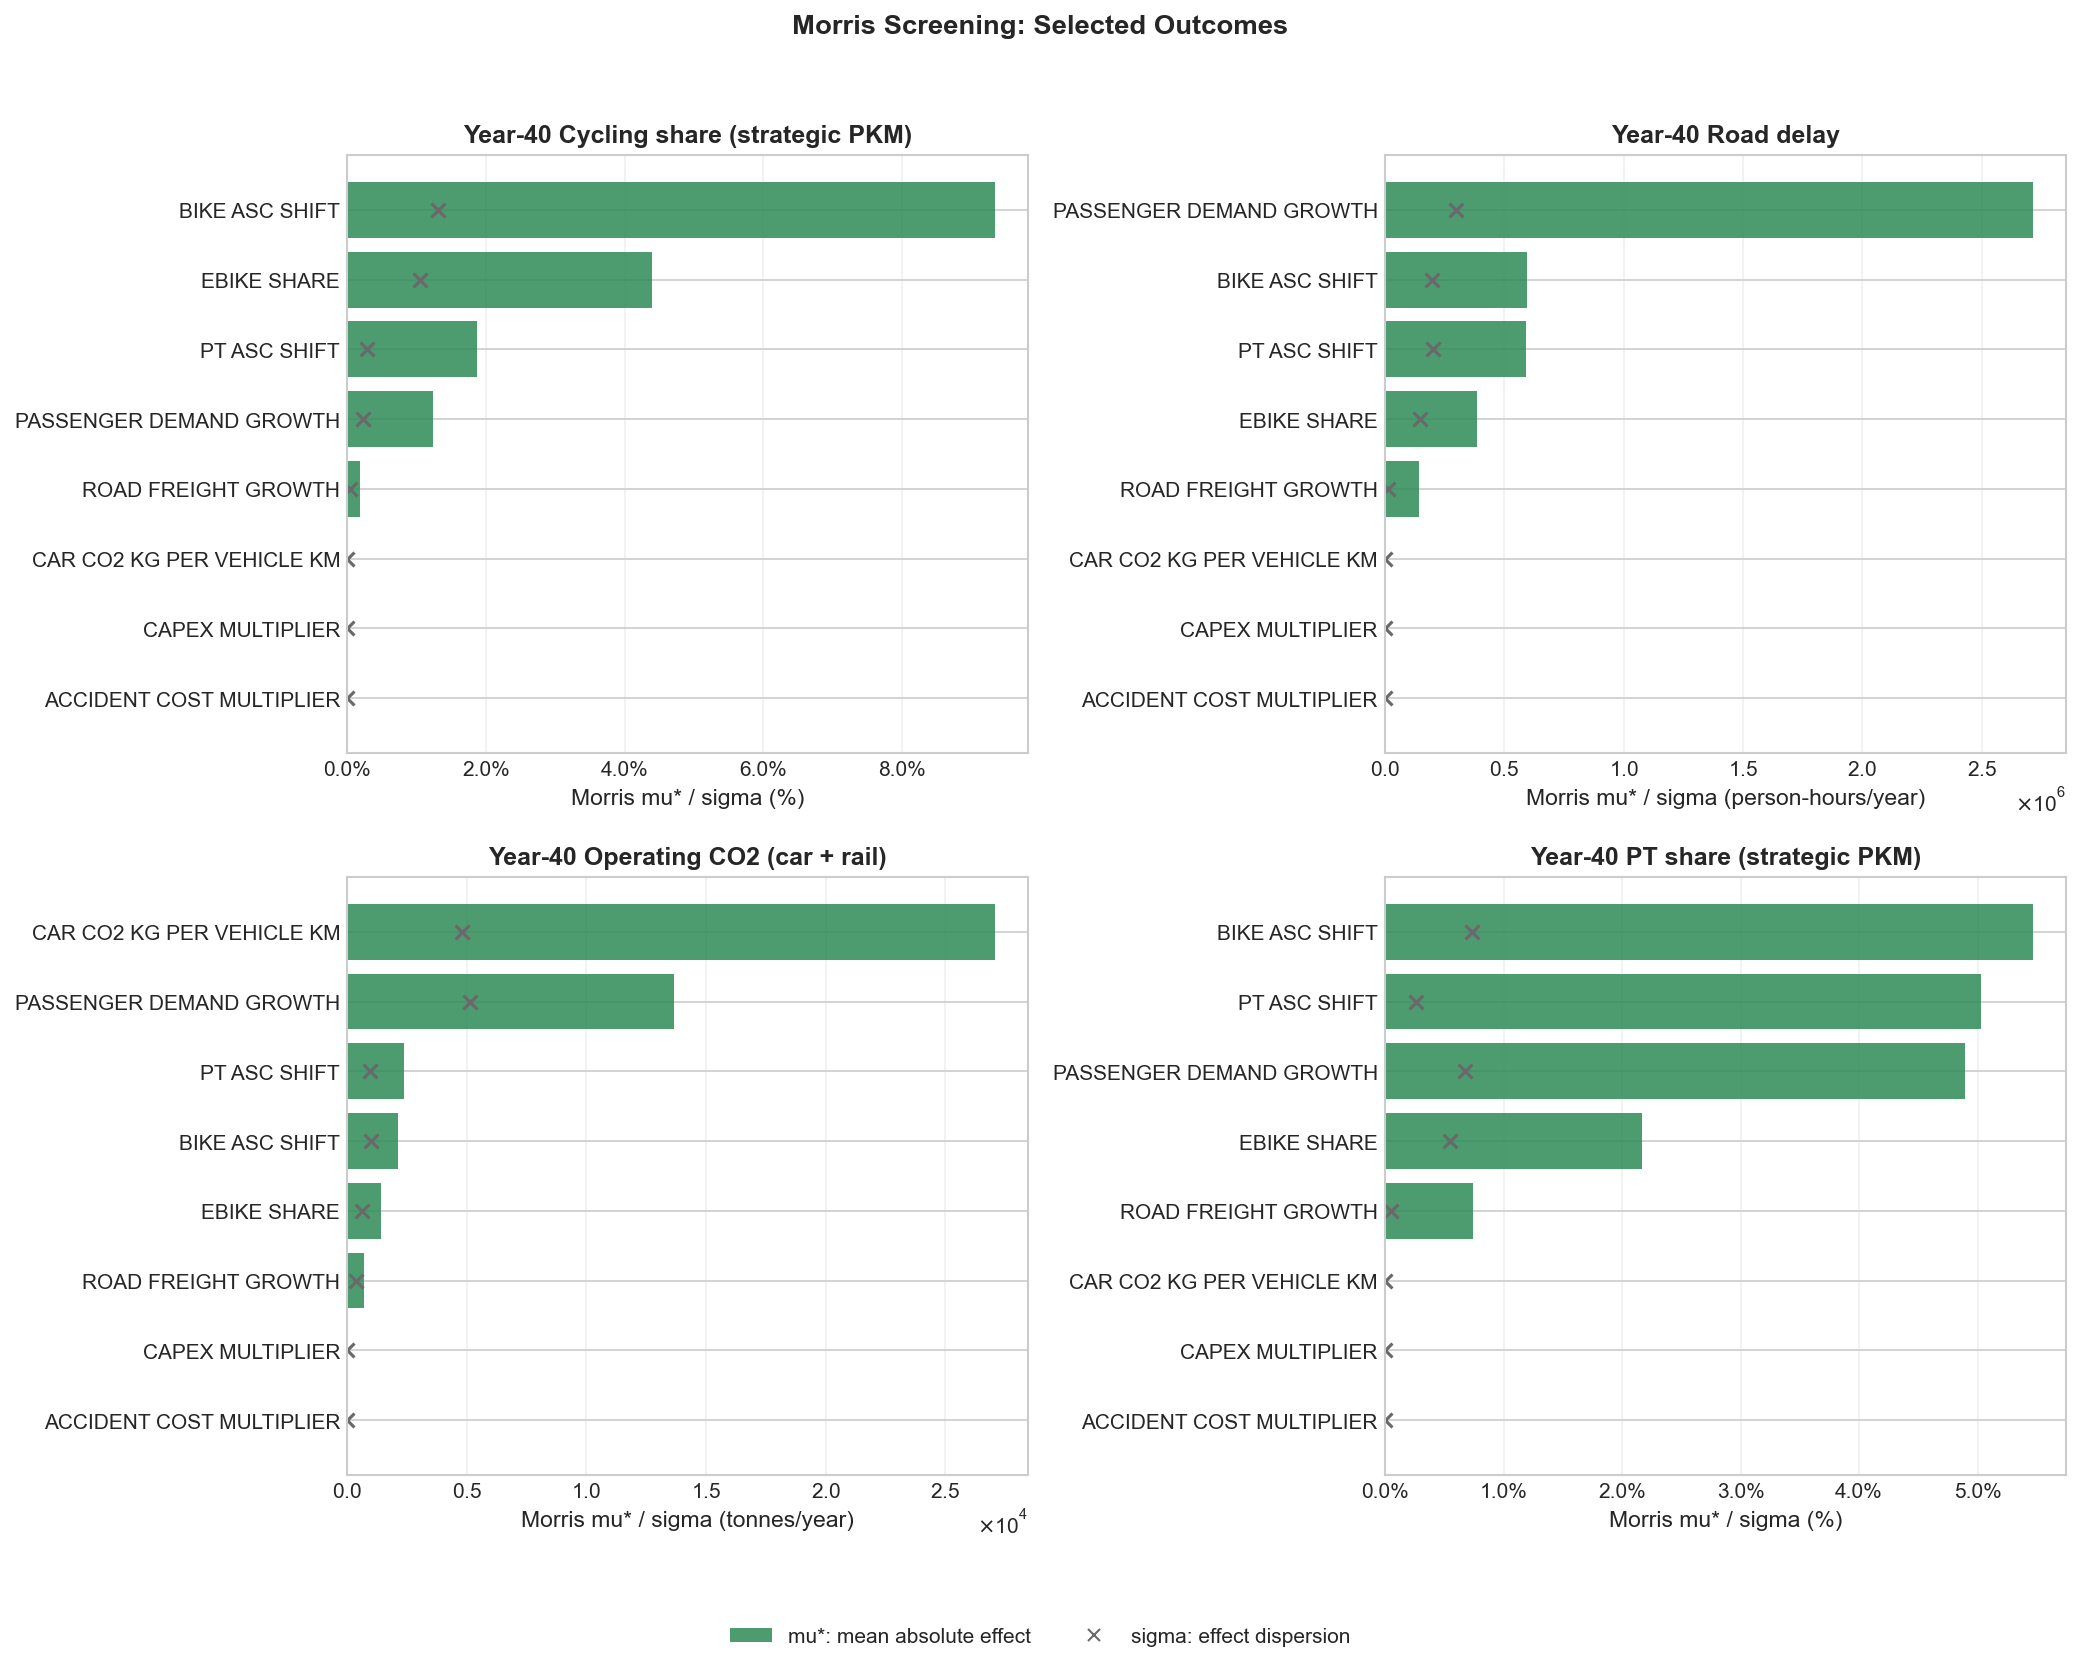 Morris Screening: Selected Outcomes
Year-40 Cycling share (strategic PKM)
BIKE ASC SHIFT
EBIKE SHARE
PT ASC SHIFT
PASSENGER DEMAND GROWTH
ROAD FREIGHT GROWTH
CAR CO2 KG PER VEHICLE KM
CAPEX MULTIPLIER
ACCIDENT COST MULTIPLIER
0.0% 2.0% 4.0% 6.0% 8.0%
Morris mu* / sigma (%)
Year-40 Road delay
PASSENGER DEMAND GROWTH
BIKE ASC SHIFT
PT ASC SHIFT
EBIKE SHARE
ROAD FREIGHT GROWTH
CAR CO2 KG PER VEHICLE KM
CAPEX MULTIPLIER
ACCIDENT COST MULTIPLIER
0.0 0.5 1.0 1.5 2.0 2.5
Morris mu* / sigma (person-hours/year)
×10⁶
Year-40 Operating CO2 (car + rail)
CAR CO2 KG PER VEHICLE KM
PASSENGER DEMAND GROWTH
PT ASC SHIFT
BIKE ASC SHIFT
EBIKE SHARE
ROAD FREIGHT GROWTH
CAPEX MULTIPLIER
ACCIDENT COST MULTIPLIER
0.0 0.5 1.0 1.5 2.0 2.5
Morris mu* / sigma (tonnes/year)
×10⁴
Year-40 PT share (strategic PKM)
BIKE ASC SHIFT
PT ASC SHIFT
PASSENGER DEMAND GROWTH
EBIKE SHARE
ROAD FREIGHT GROWTH
CAR CO2 KG PER VEHICLE KM
CAPEX MULTIPLIER
ACCIDENT COST MULTIPLIER
0.0% 1.0% 2.0% 3.0% 4.0% 5.0%
Morris mu* / sigma (%)
mu*: mean absolute effect
sigma: effect dispersion